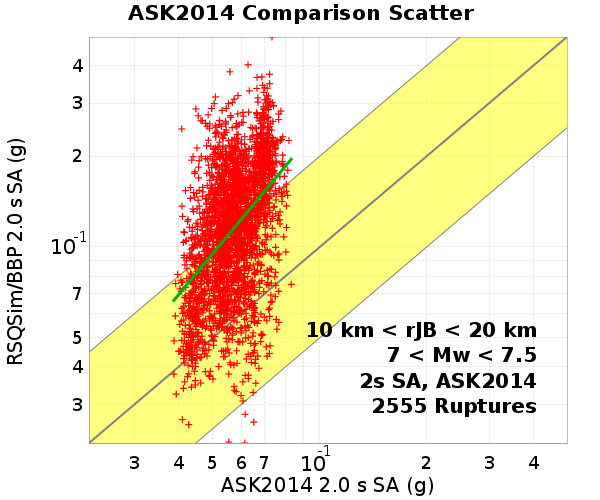 ASK2014 Comparison Scatter
RSQSim/BBP 2.0 s SA (g)
4
3
2
10-1
7
5
4
3
10 km < rJB < 20 km
7 < Mw < 7.5
2s SA, ASK2014
2555 Ruptures
3 4 5 6 7 10-1 2 3 4
ASK2014 2.0 s SA (g)